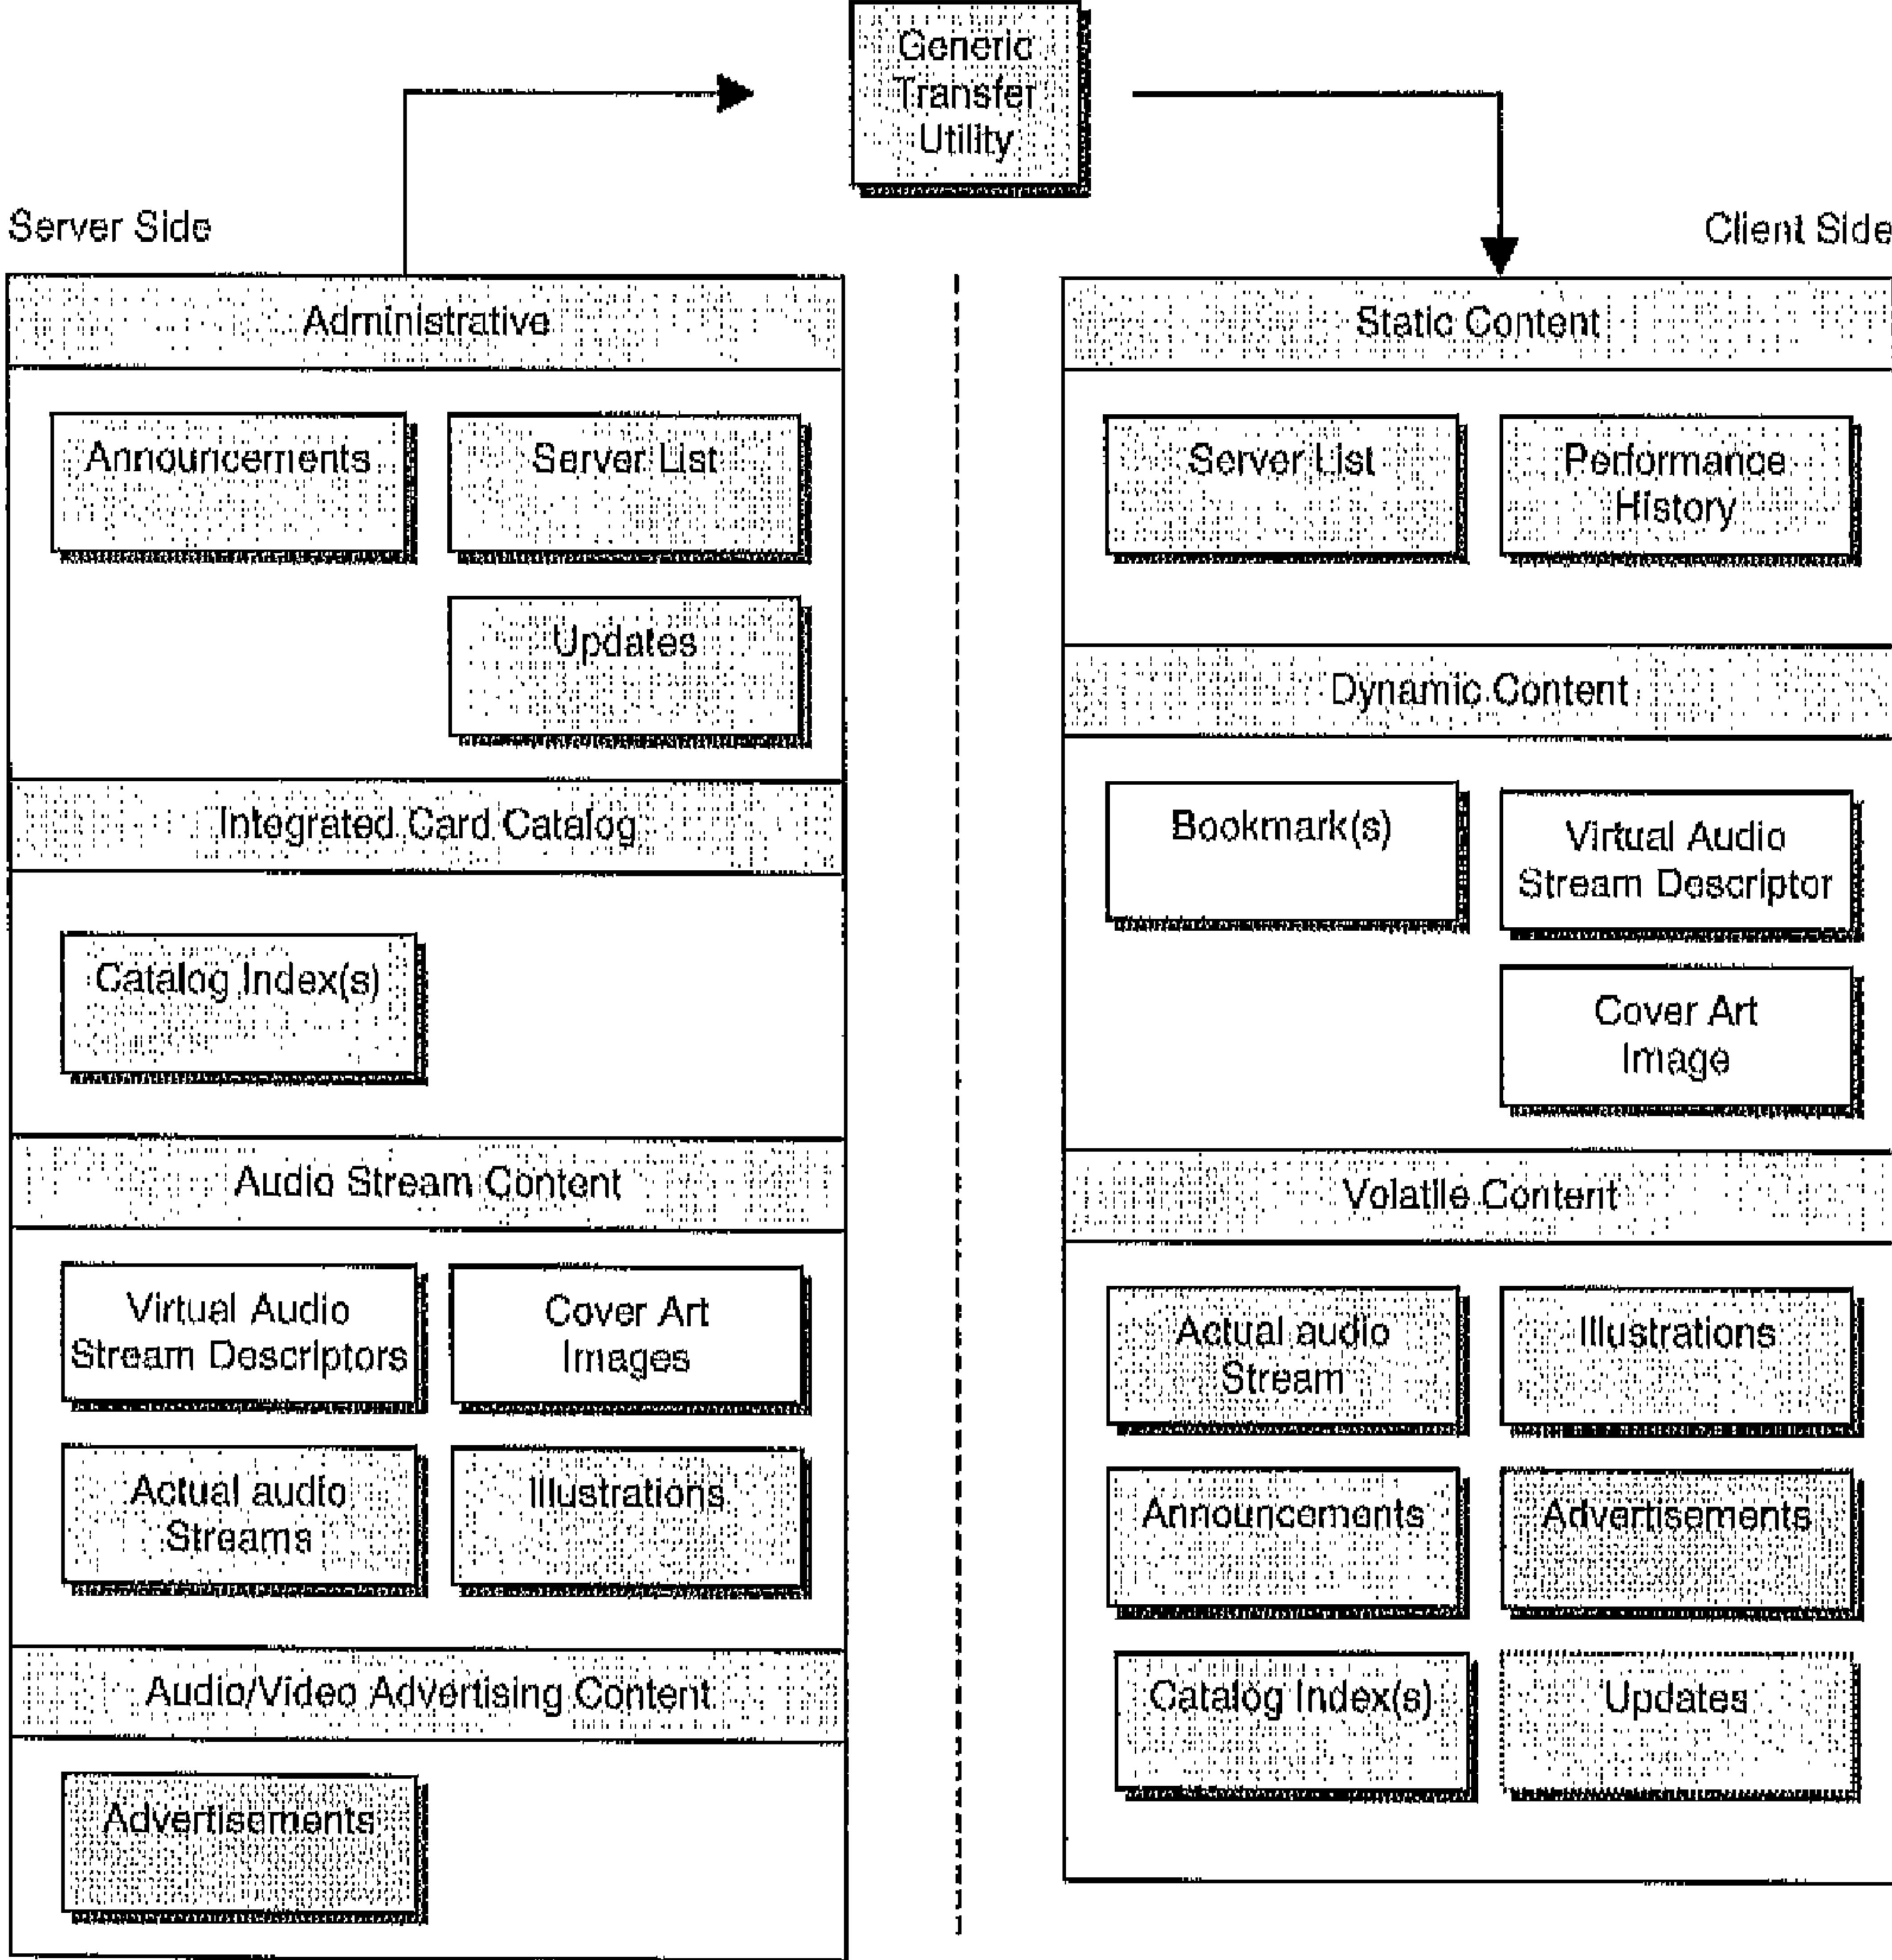 Generic
Transfer
Utility
Server Side
Client Side
Administrative
Announcements
Server List
Updates
Integrated Card Catalog
Catalog Index(s)
Audio Stream Content
Virtual Audio
Stream Descriptors
Cover Art
Images
Actual audio
Streams
Illustrations
Audio/Video Advertising Content
Advertisements
Static Content
Server List
Performance
History
Dynamic Content
Bookmark(s)
Virtual Audio
Stream Descriptor
Cover Art
Image
Volatile Content
Actual audio
Stream
Illustrations
Announcements
Advertisements
Catalog Index(s)
Updates